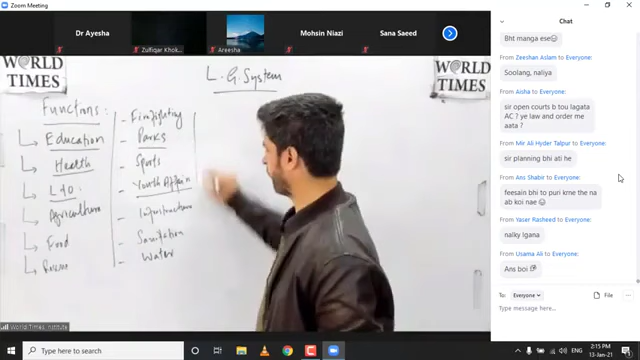 Zoom Meeting
Dr Ayesha
Zulfiqar Khok...
Areesha
Mohsin Niazi
Sana Saeed
WORLD
TIMES
WORLD
TIMES
L.G. System
Functions:
Education
Health
L to
Agriculture
Food
Firefighting
Parks
Sports
Youth Affairs
Infrastructure
Sanitation
Water
World Times Institute
Chat
Bht manga ese
From Zeeshan Aslam to Everyone:
Soolang, naliya
From Aisha to Everyone:
sir open courts b tou lagata
AC ? ye law and order me
aata ?
From Mir Ali Hyder Talpur to Everyone:
sir planning bhi ati he
From Ans Shabir to Everyone:
feesain bhi to puri krne the na
ab koi nae
From Yaser Rasheed to Everyone:
nalky lgana
From Usama Ali to Everyone:
Ans boi
To: Everyone
File
Type message here...
Type here to search
2:15 PM
13-Jan-21